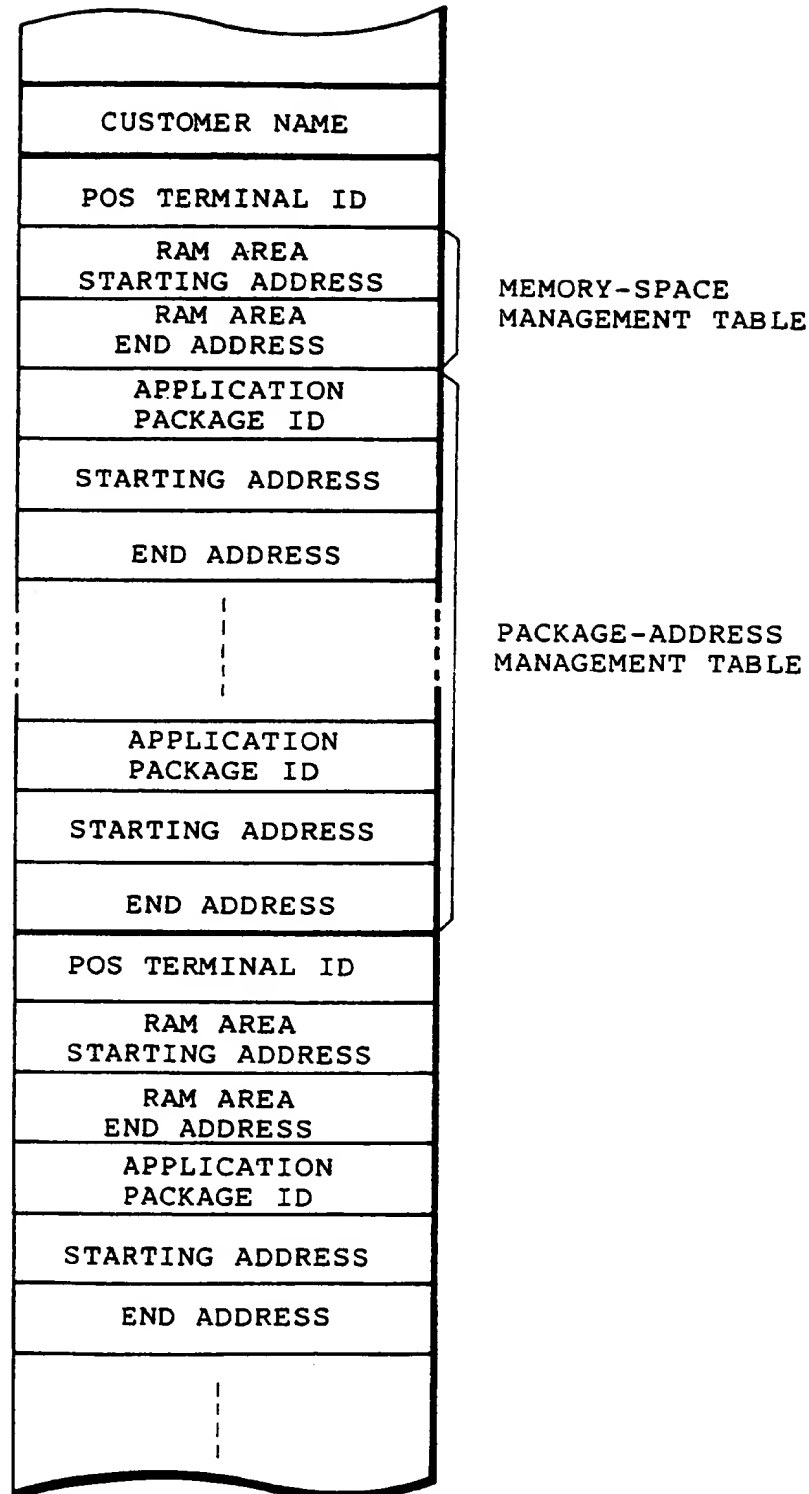 CUSTOMER NAME
POS TERMINAL ID
RAM AREA
STARTING ADDRESS
RAM AREA
END ADDRESS
MEMORY-SPACE
MANAGEMENT TABLE
APPLICATION
PACKAGE ID
STARTING ADDRESS
END ADDRESS
PACKAGE-ADDRESS
MANAGEMENT TABLE
APPLICATION
PACKAGE ID
STARTING ADDRESS
END ADDRESS
POS TERMINAL ID
RAM AREA
STARTING ADDRESS
RAM AREA
END ADDRESS
APPLICATION
PACKAGE ID
STARTING ADDRESS
END ADDRESS